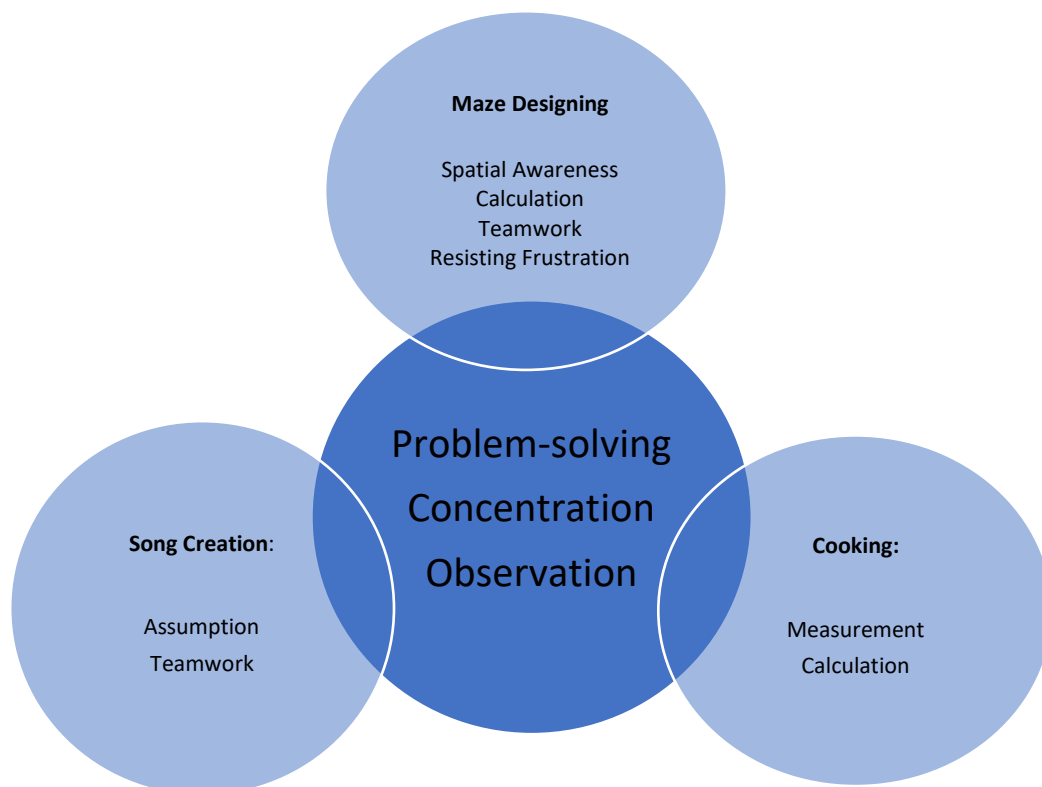 Maze Designing
Spatial Awareness
Calculation
Teamwork
Resisting Frustration
Problem-solving
Concentration
Observation
Song Creation:
Assumption
Teamwork
Cooking:
Measurement
Calculation